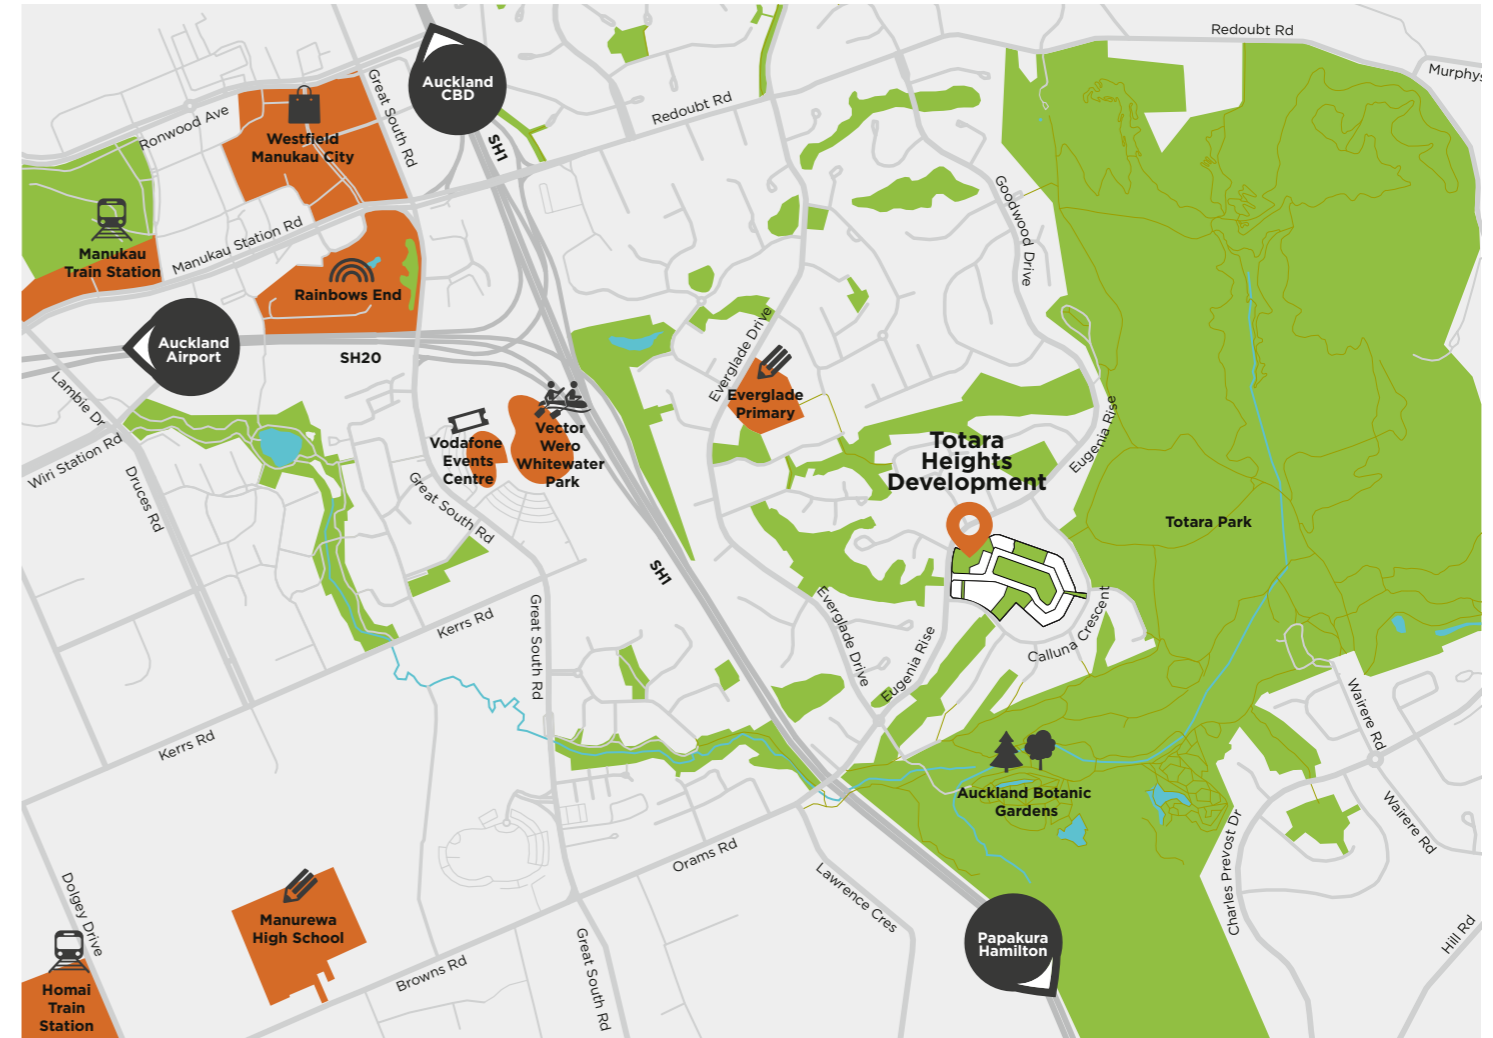 Redoubt Rd
Murphys
Auckland
CBD
Great South Rd
Ronwood Ave
Westfield
Manukau City
SH1
Redoubt Rd
Goodwood Drive
Manukau
Train Station
Manukau Station Rd
Rainbows End
Auckland
Airport
SH20
Everglade Drive
Everglade
Primary
Lambie Dr
Wiri Station Rd
Druces Rd
Vodafone
Events
Centre
Vector
Wero
Whitewater
Park
Great South Rd
Totara
Heights
Development
Eugenia Rise
Totara Park
SH1
Kerrs Rd
Great South Rd
Everglade Drive
Eugenia Rise
Calluna Crescent
Kerrs Rd
Wairere Rd
Auckland Botanic
Gardens
Wairere Rd
Charles Prevost Dr
Orams Rd
Lawrence Cres
Dolgey Drive
Manurewa
High School
Papakura
Hamilton
Hill Rd
Browns Rd
Great South Rd
Homai
Train
Station